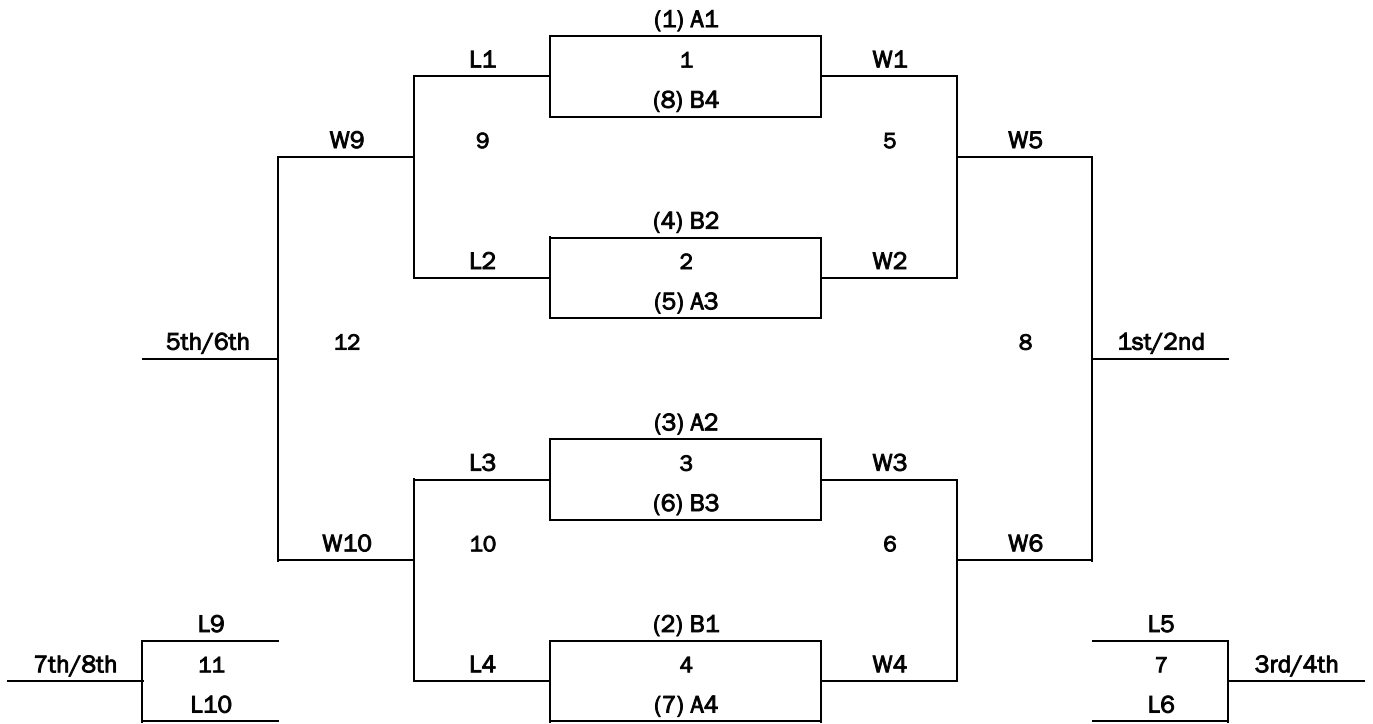 (1) A1
L1 1 W1
(8) B4
W9 9 5 W5
(4) B2
L2 2 W2
(5) A3
5th/6th 12 8 1st/2nd
(3) A2
L3 3 W3
(6) B3
W10 10 6 W6
L9 (2) B1 L5
7th/8th 11 L4 4 W4 7 3rd/4th
L10 (7) A4 L6